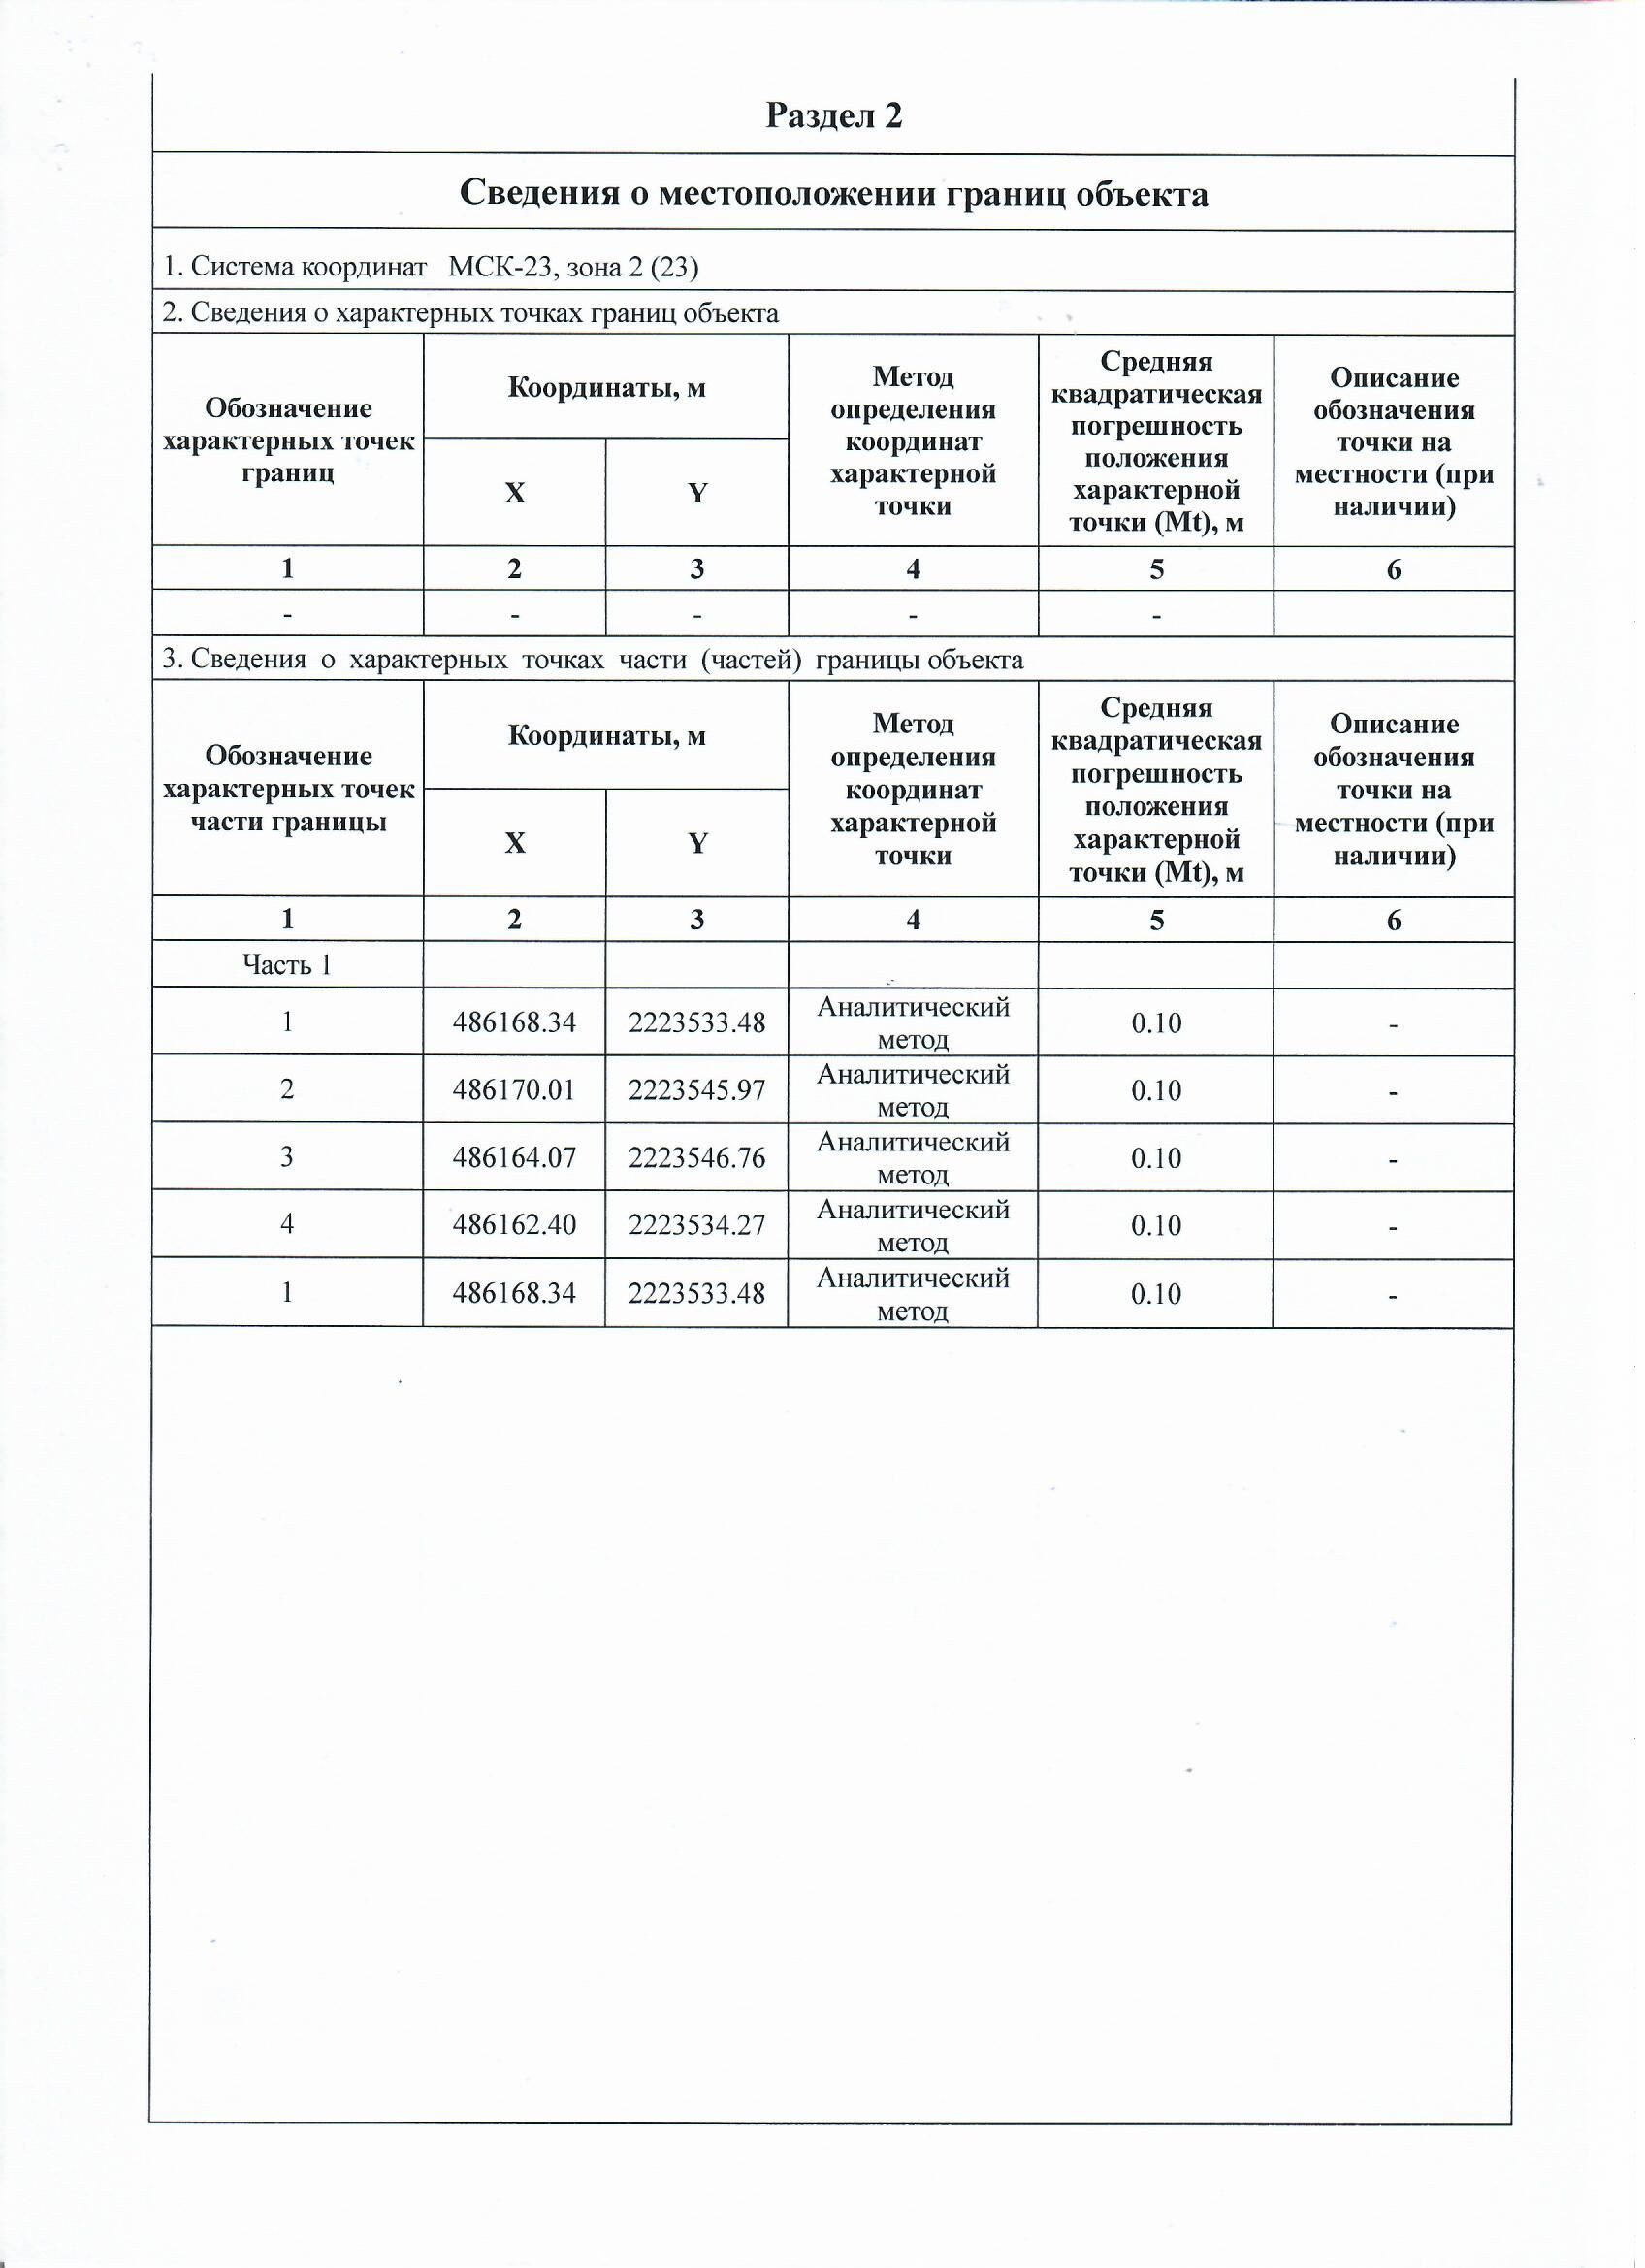 Раздел 2
Сведения о местоположении границ объекта
1. Система координат МСК-23, зона 2 (23)
2. Сведения о характерных точках границ объекта
Обозначение
характерных точек
границ
Координаты, м
X
Y
Метод
определения
координат
характерной
точки
Средняя
квадратическая
погрешность
положения
характерной
точки (Mt), м
Описание
обозначения
точки на
местности (при
наличии)
1 2 3 4 5 6
- - - - -
3. Сведения о характерных точках части (частей) границы объекта
Обозначение
характерных точек
части границы
Координаты, м
X
Y
Метод
определения
координат
характерной
точки
Средняя
квадратическая
погрешность
положения
характерной
точки (Mt), м
Описание
обозначения
точки на
местности (при
наличии)
1 2 3 4 5 6
Часть 1
1 486168.34 2223533.48 Аналитический
метод 0.10 -
2 486170.01 2223545.97 Аналитический
метод 0.10 -
3 486164.07 2223546.76 Аналитический
метод 0.10 -
4 486162.40 2223534.27 Аналитический
метод 0.10 -
1 486168.34 2223533.48 Аналитический
метод 0.10 -